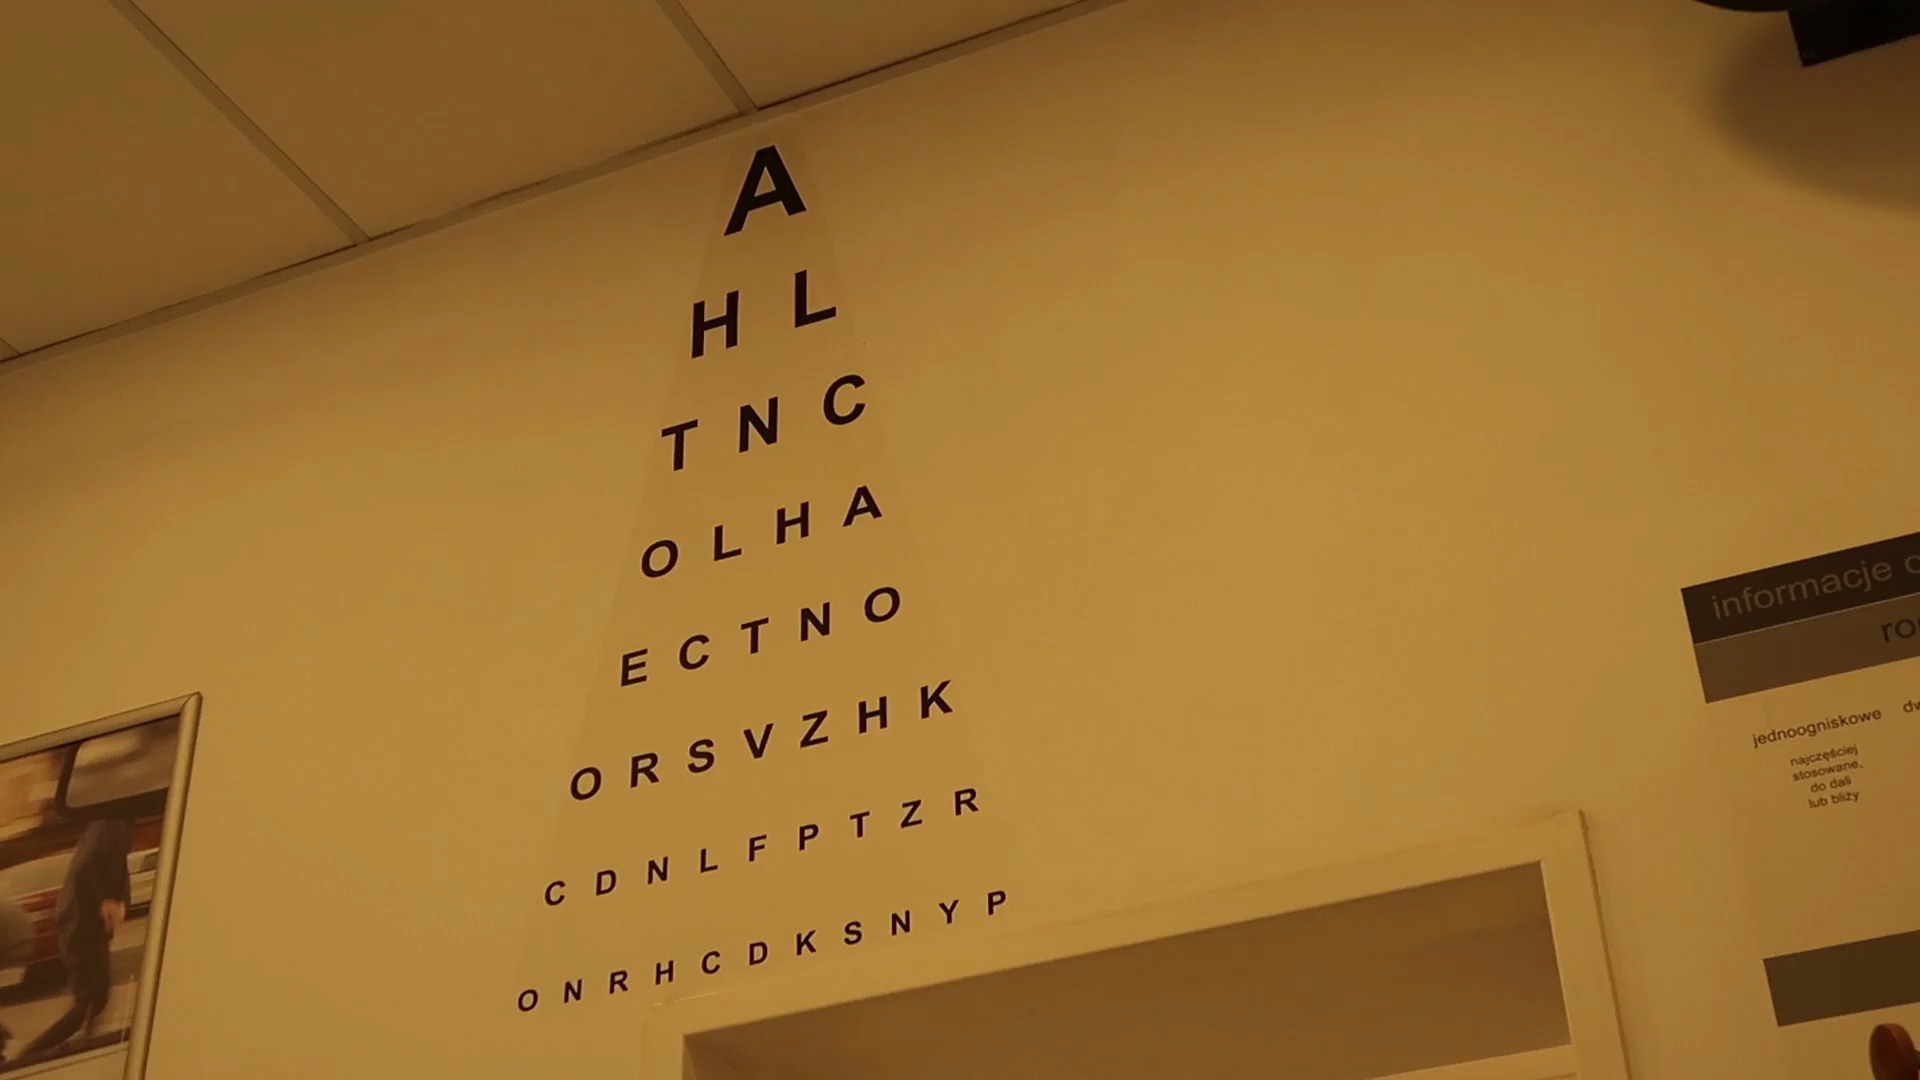 A
H L
T N C
O L H A
E C T N O
O R S V Z H K
C D N L F P T Z R
O N R H C D K S N Y P
informacje
jednoogniskowe
najczęściej
stosowane,
do dali
lub bliży